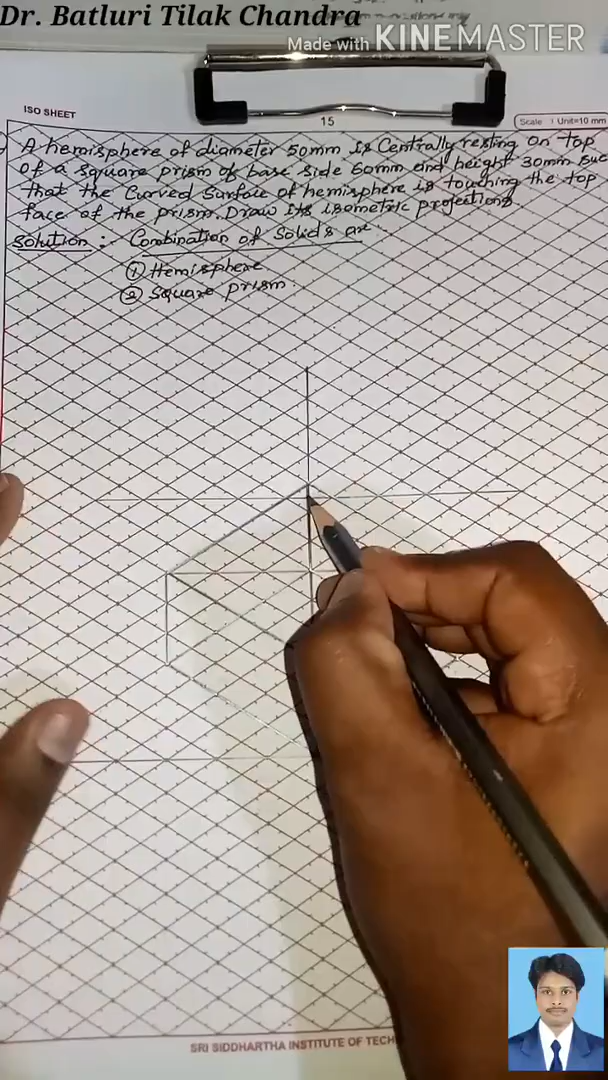 Dr. Batluri Tilak Chandra
Made with KINEMASTER
ISO SHEET
15
Scale : 1 Unit=10 mm
A hemisphere of diameter 50mm is Centrally resting on top
of a square prism of base side 60mm and height 30mm suc
that the curved surface of hemisphere is touching the top
face of the prism. Draw its isometric projections.
Solution :- Combination of Solids are
① Hemisphere
② Square prism.
SRI SIDDHARTHA INSTITUTE OF TECH